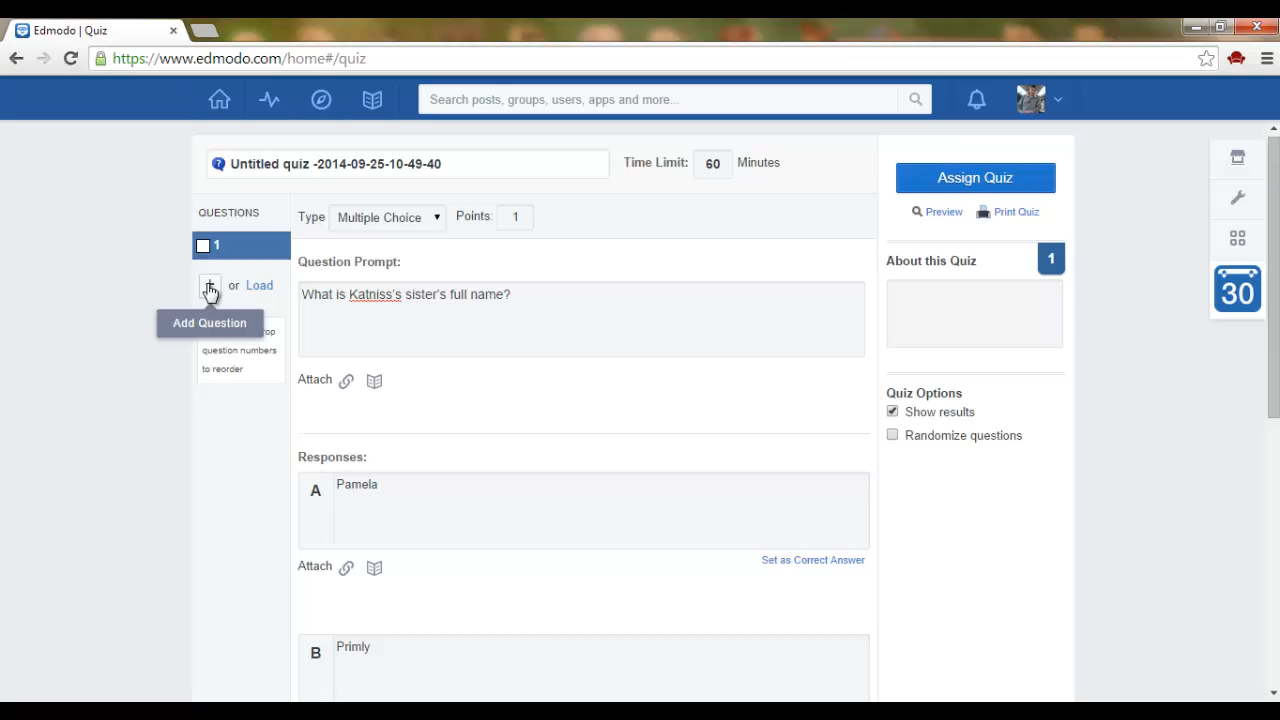 Edmodo | Quiz
https://www.edmodo.com/home#/quiz
Search posts, groups, users, apps and more...
Untitled quiz -2014-09-25-10-49-40
Time Limit: 60 Minutes
Assign Quiz
QUESTIONS
Type Multiple Choice Points: 1
Preview Print Quiz
1
Question Prompt:
About this Quiz 1
or Load
What is Katniss's sister's full name?
30
Add Question
question numbers
to reorder
Attach
Quiz Options
Show results
Randomize questions
Responses:
A Pamela
Set as Correct Answer
Attach
B Primly